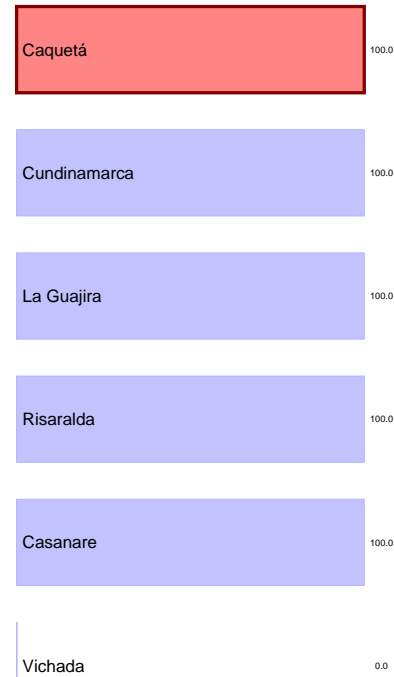 Caquetá 100.0
Cundinamarca 100.0
La Guajira 100.0
Risaralda 100.0
Casanare 100.0
Vichada 0.0